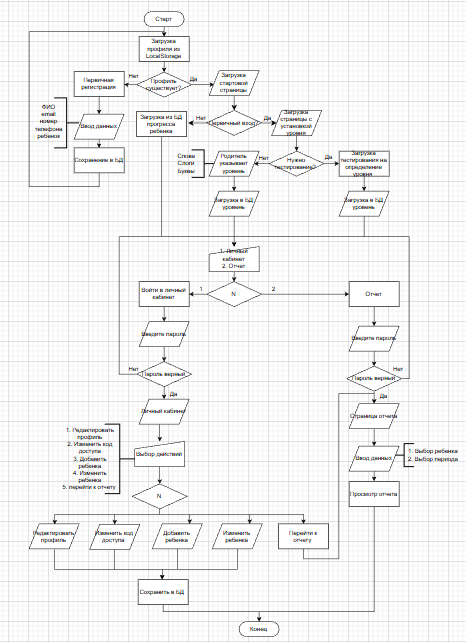 Старт
Загрузка
профиля из
LocalStorage
Нет
Профиль
существует?
Да
Первичная
регистрация
Загрузка
стартовой
страницы
ФИО
email
номер
телефона
ребенок
Ввод данных
Загрузка из БД
прогресса
ребенка
Нет
Первичный вход?
Да
Загрузка
страницы с
установкой
уровня
Сохранение в БД
Слова
Слоги
Буквы
Родитель
указывает
уровень
Нет
Нужно
тестирование?
Да
Загрузка
тестирования на
определение
уровня
Загрузка в БД
уровень
Загрузка в БД
уровень
1. Личный
кабинет
2. Отчет
Войти в личный
кабинет
1
N
2
Отчет
Введите пароль
Введите пароль
Нет
Пароль верный
Да
Пароль верный
Нет
Да
Личный кабинет
Страница отчета
1. Редактировать
профиль
2. Изменить код
доступа
3. Добавить
ребенка
4. Изменить
ребенка
5. перейти к отчету
Выбор действий
Ввод данных
1. Выбор ребенка
2. Выбор периода
N
Просмотр отчета
Редактировать
профиль
Изменить код
доступа
Добавить
ребенка
Изменить
ребенка
Перейти к
отчету
Сохранить в БД
Конец